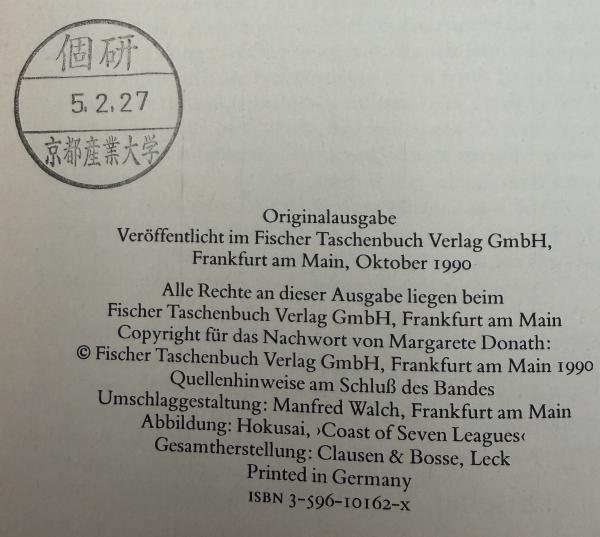 個研
5.2.27
京都産業大学
Originalausgabe
Veröffentlicht im Fischer Taschenbuch Verlag GmbH,
Frankfurt am Main, Oktober 1990
Alle Rechte an dieser Ausgabe liegen beim
Fischer Taschenbuch Verlag GmbH, Frankfurt am Main
Copyright für das Nachwort von Margarete Donath:
© Fischer Taschenbuch Verlag GmbH, Frankfurt am Main 1990
Quellenhinweise am Schluß des Bandes
Umschlaggestaltung: Manfred Walch, Frankfurt am Main
Abbildung: Hokusai, ›Coast of Seven Leagues‹
Gesamtherstellung: Clausen & Bosse, Leck
Printed in Germany
ISBN 3-596-10162-X